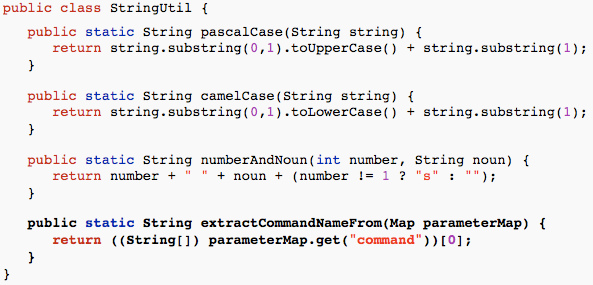 public class StringUtil {
public static String pascalCase(String string) {
return string.substring(0,1).toUpperCase() + string.substring(1);
}
public static String camelCase(String string) {
return string.substring(0,1).toLowerCase() + string.substring(1);
}
public static String numberAndNoun(int number, String noun) {
return number + " " + noun + (number != 1 ? "s" : "");
}
public static String extractCommandNameFrom(Map parameterMap) {
return ((String[]) parameterMap.get("command"))[0];
}
}